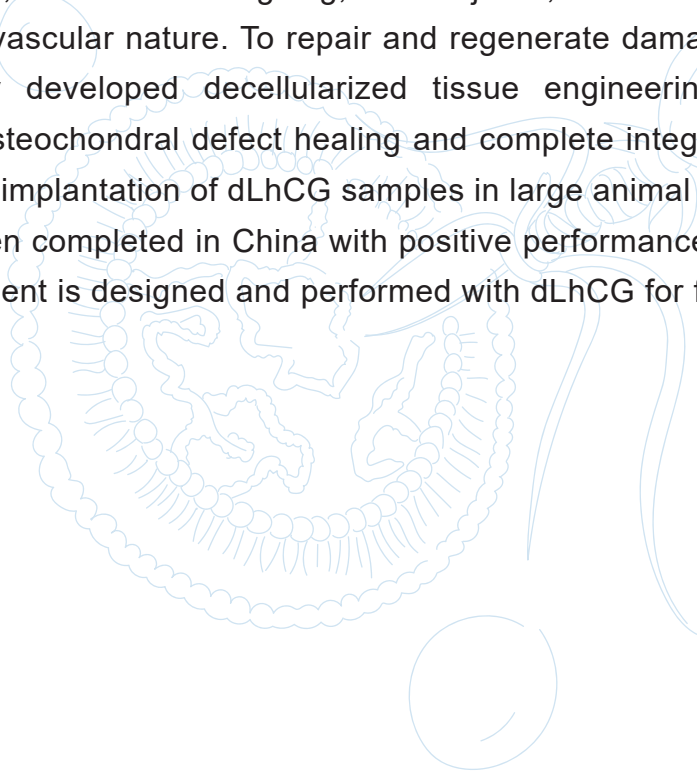 vascular nature. To repair and regenerate dama
developed decellularized tissue engineerin
steochondral defect healing and complete integ
implantation of dLhCG samples in large animal
en completed in China with positive performance
ent is designed and performed with dLhCG for f